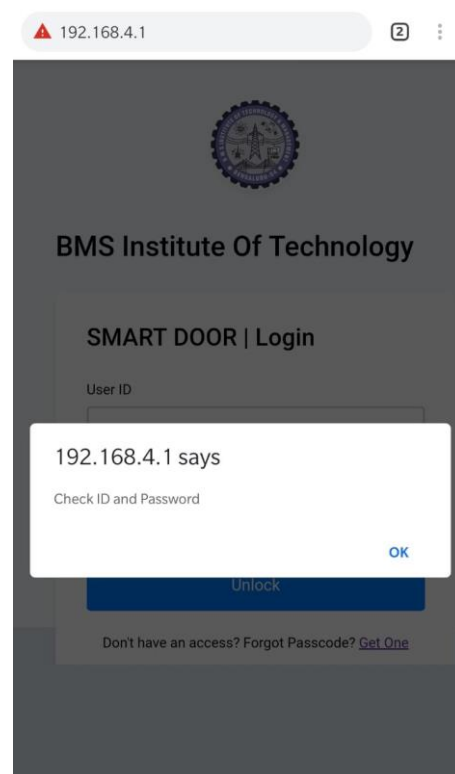 192.168.4.1
2
BMS Institute Of Technology
SMART DOOR | Login
User ID
192.168.4.1 says
Check ID and Password
OK
Unlock
Don't have an access? Forgot Passcode? Get One